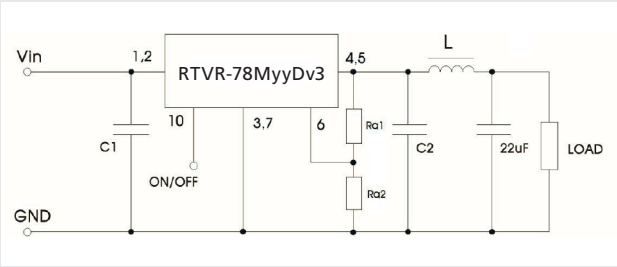 L
Vin
1,2
RTVR-78MyyDv3
4,5
10
3,7
6
Ra1
C1
C2
22uF
LOAD
ON/OFF
Ra2
GND